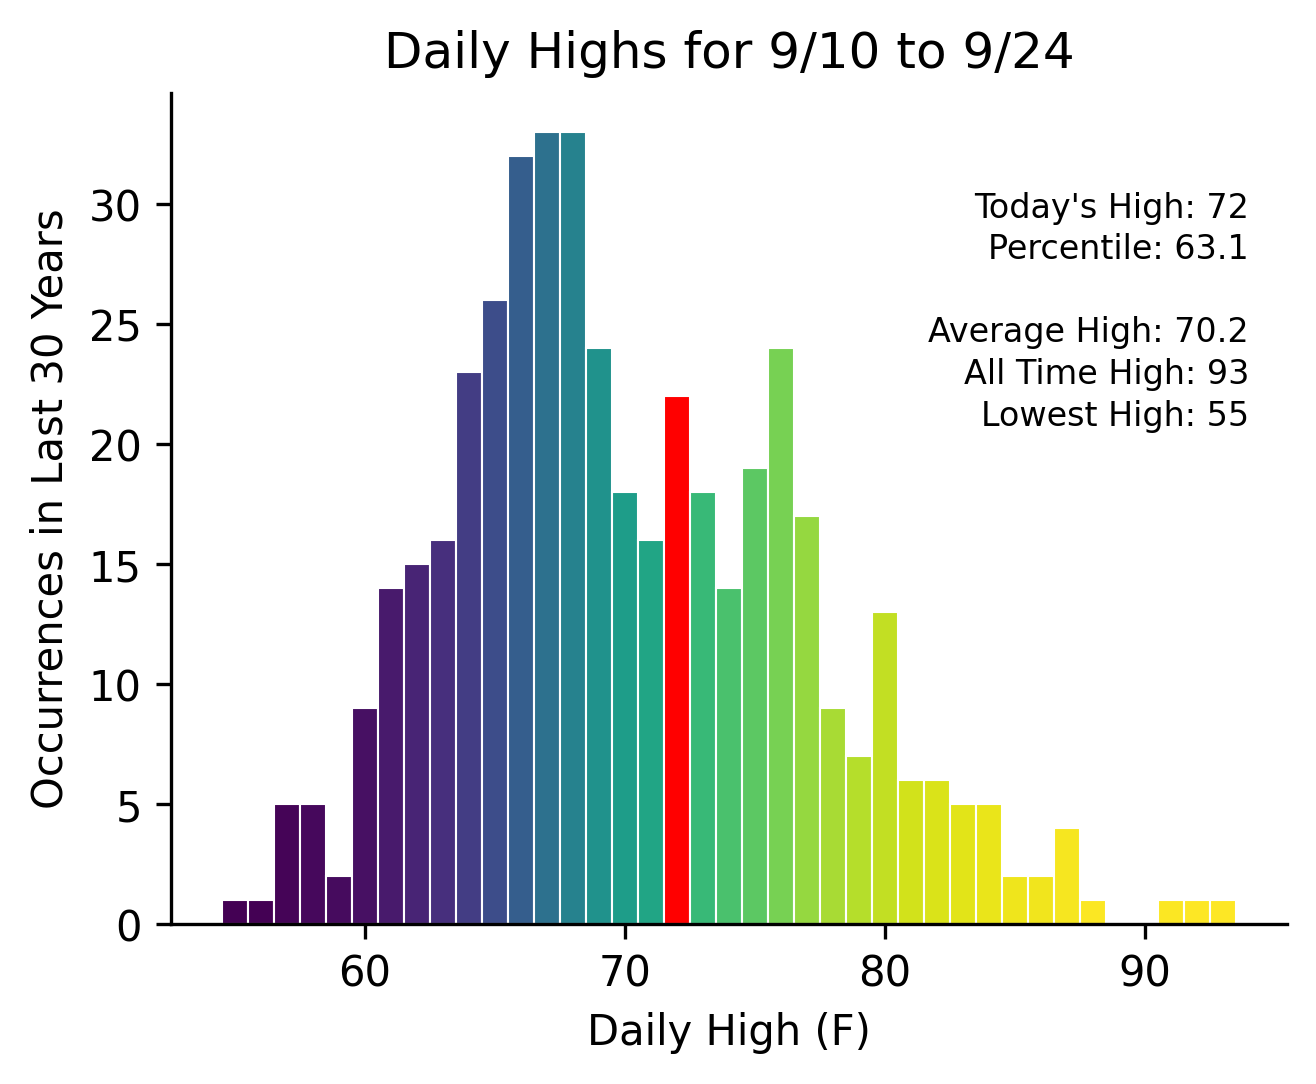 Daily Highs for 9/10 to 9/24
Occurrences in Last 30 Years
30
25
20
15
10
5
0
Today's High: 72
Percentile: 63.1
Average High: 70.2
All Time High: 93
Lowest High: 55
60 70 80 90
Daily High (F)